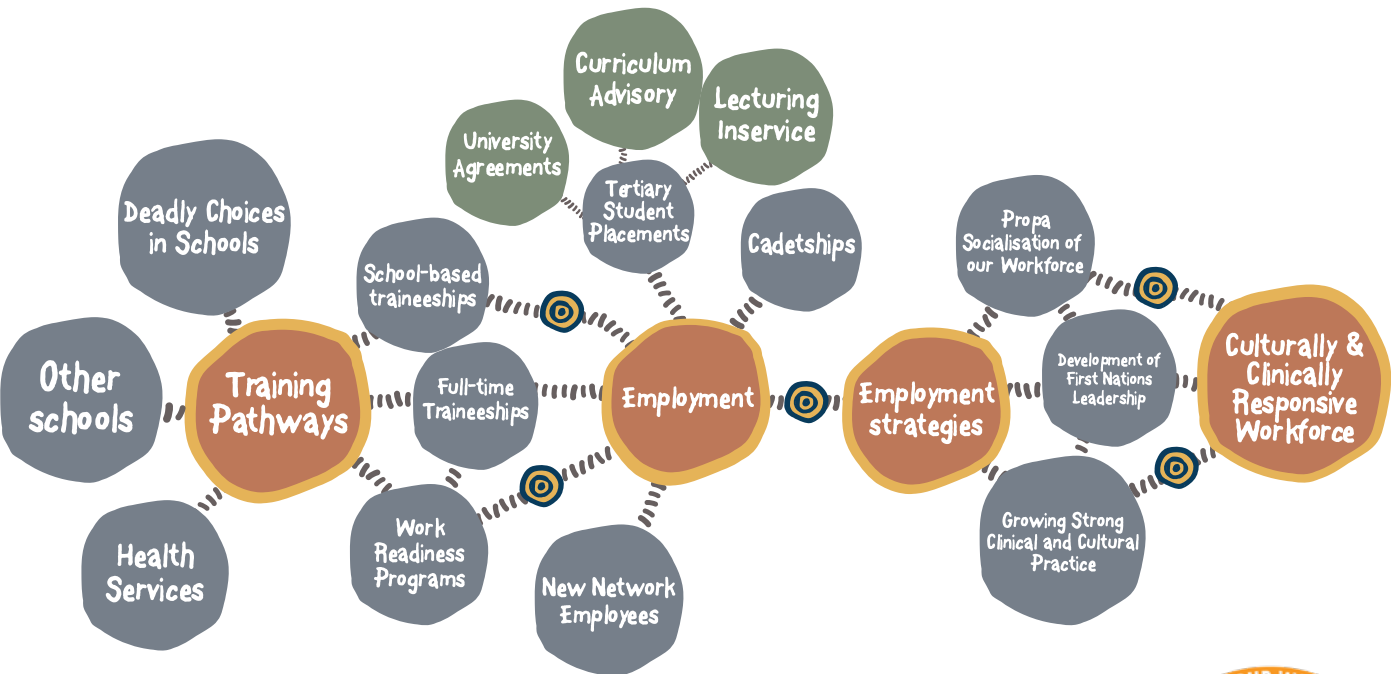 Curriculum
Advisory
Lecturing
Inservice
University
Agreements
Tertiary
Student
Placements
Cadetships
Deadly Choices
in Schools
School-based
traineeships
Other
schools
Training
Pathways
Full-time
Traineeships
Employment
Health
Services
Work
Readiness
Programs
New Network
Employees
Propa
Socialisation of
our Workforce
Employment
strategies
Development of
First Nations
Leadership
Growing Strong
Clinical and Cultural
Practice
Culturally &
Clinically
Responsive
Workforce